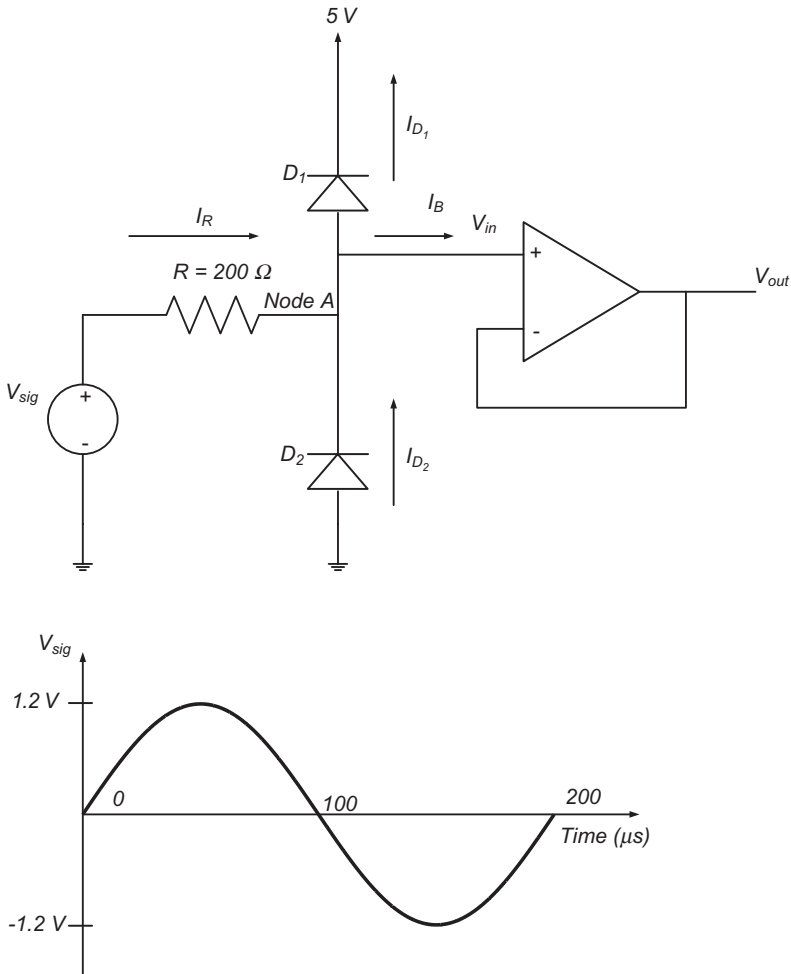 5 V
I_D1
D1
I_R
I_B
V_in
R = 200 Ω
Node A
+
-
V_out
V_sig
+
-
D2
I_D2
V_sig
1.2 V
0
100
200
Time (μs)
-1.2 V